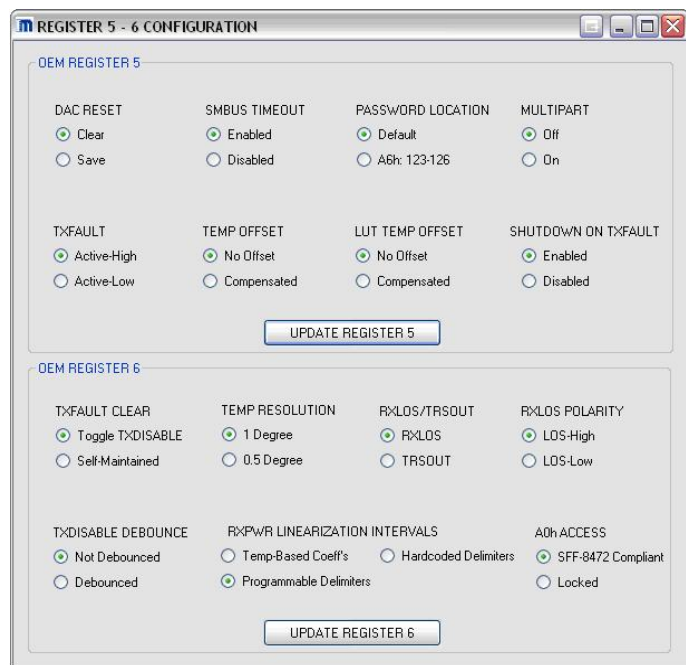 REGISTER 5 - 6 CONFIGURATION
OEM REGISTER 5
DAC RESET
Clear
Save
SMBUS TIMEOUT
Enabled
Disabled
PASSWORD LOCATION
Default
A6h: 123-126
MULTIPART
Off
On
TXFAULT
Active-High
Active-Low
TEMP OFFSET
No Offset
Compensated
LUT TEMP OFFSET
No Offset
Compensated
SHUTDOWN ON TXFAULT
Enabled
Disabled
UPDATE REGISTER 5
OEM REGISTER 6
TXFAULT CLEAR
Toggle TXDISABLE
Self-Maintained
TEMP RESOLUTION
1 Degree
0.5 Degree
RXLOS/TRSOUT
RXLOS
TRSOUT
RXLOS POLARITY
LOS-High
LOS-Low
TXDISABLE DEBOUNCE
Not Debounced
Debounced
RXPWR LINEARIZATION INTERVALS
Temp-Based Coeff's
Hardcoded Delimiters
Programmable Delimiters
A0h ACCESS
SFF-8472 Compliant
Locked
UPDATE REGISTER 6